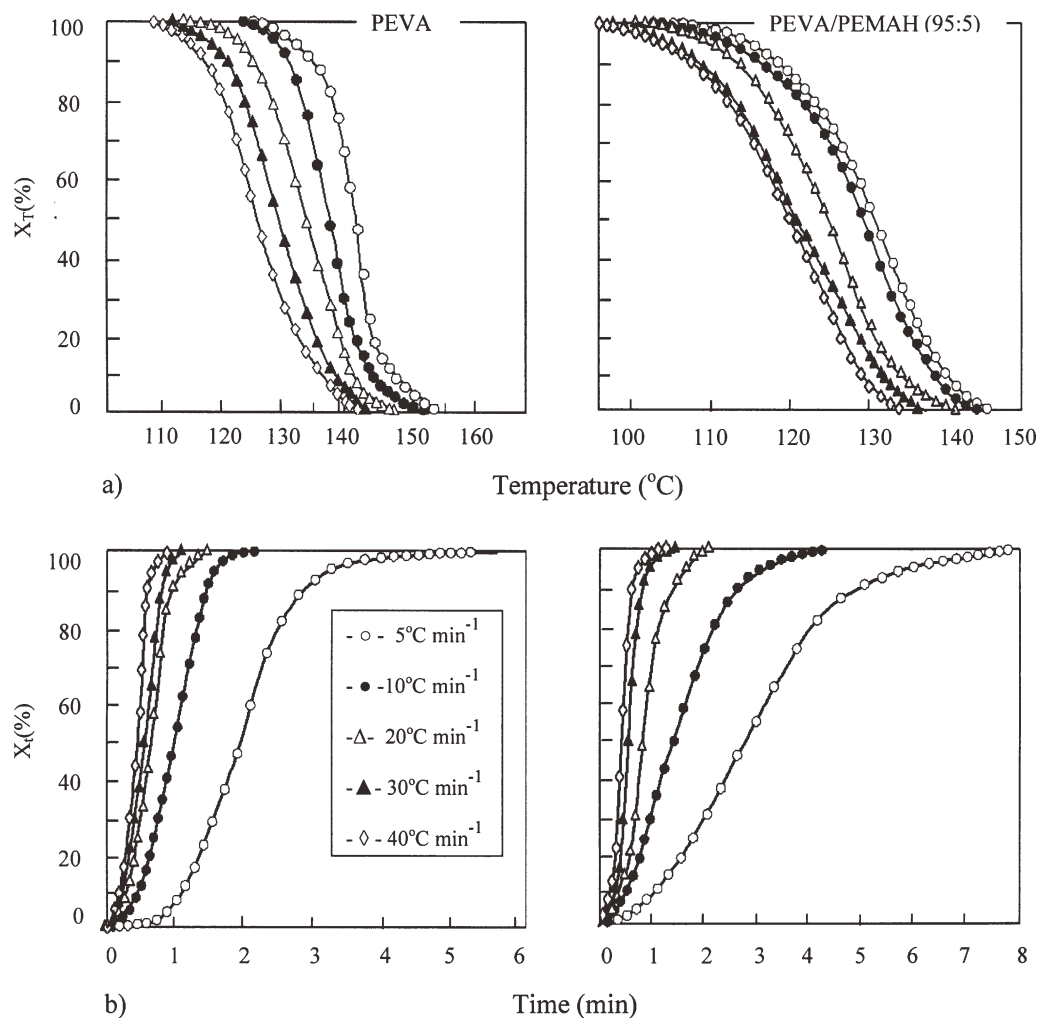 PEVA
PEVA/PEMAH (95:5)
X_T(%)
100
80
60
40
20
0
110 120 130 140 150 160
100 110 120 130 140 150
a)
Temperature (°C)
X_t(%)
100
80
60
40
20
0
- ○ - 5°C min⁻¹
- ● -10°C min⁻¹
-△- 20°C min⁻¹
- ▲ - 30°C min⁻¹
- ◇ - 40°C min⁻¹
0 1 2 3 4 5 6
0 1 2 3 4 5 6 7 8
b)
Time (min)